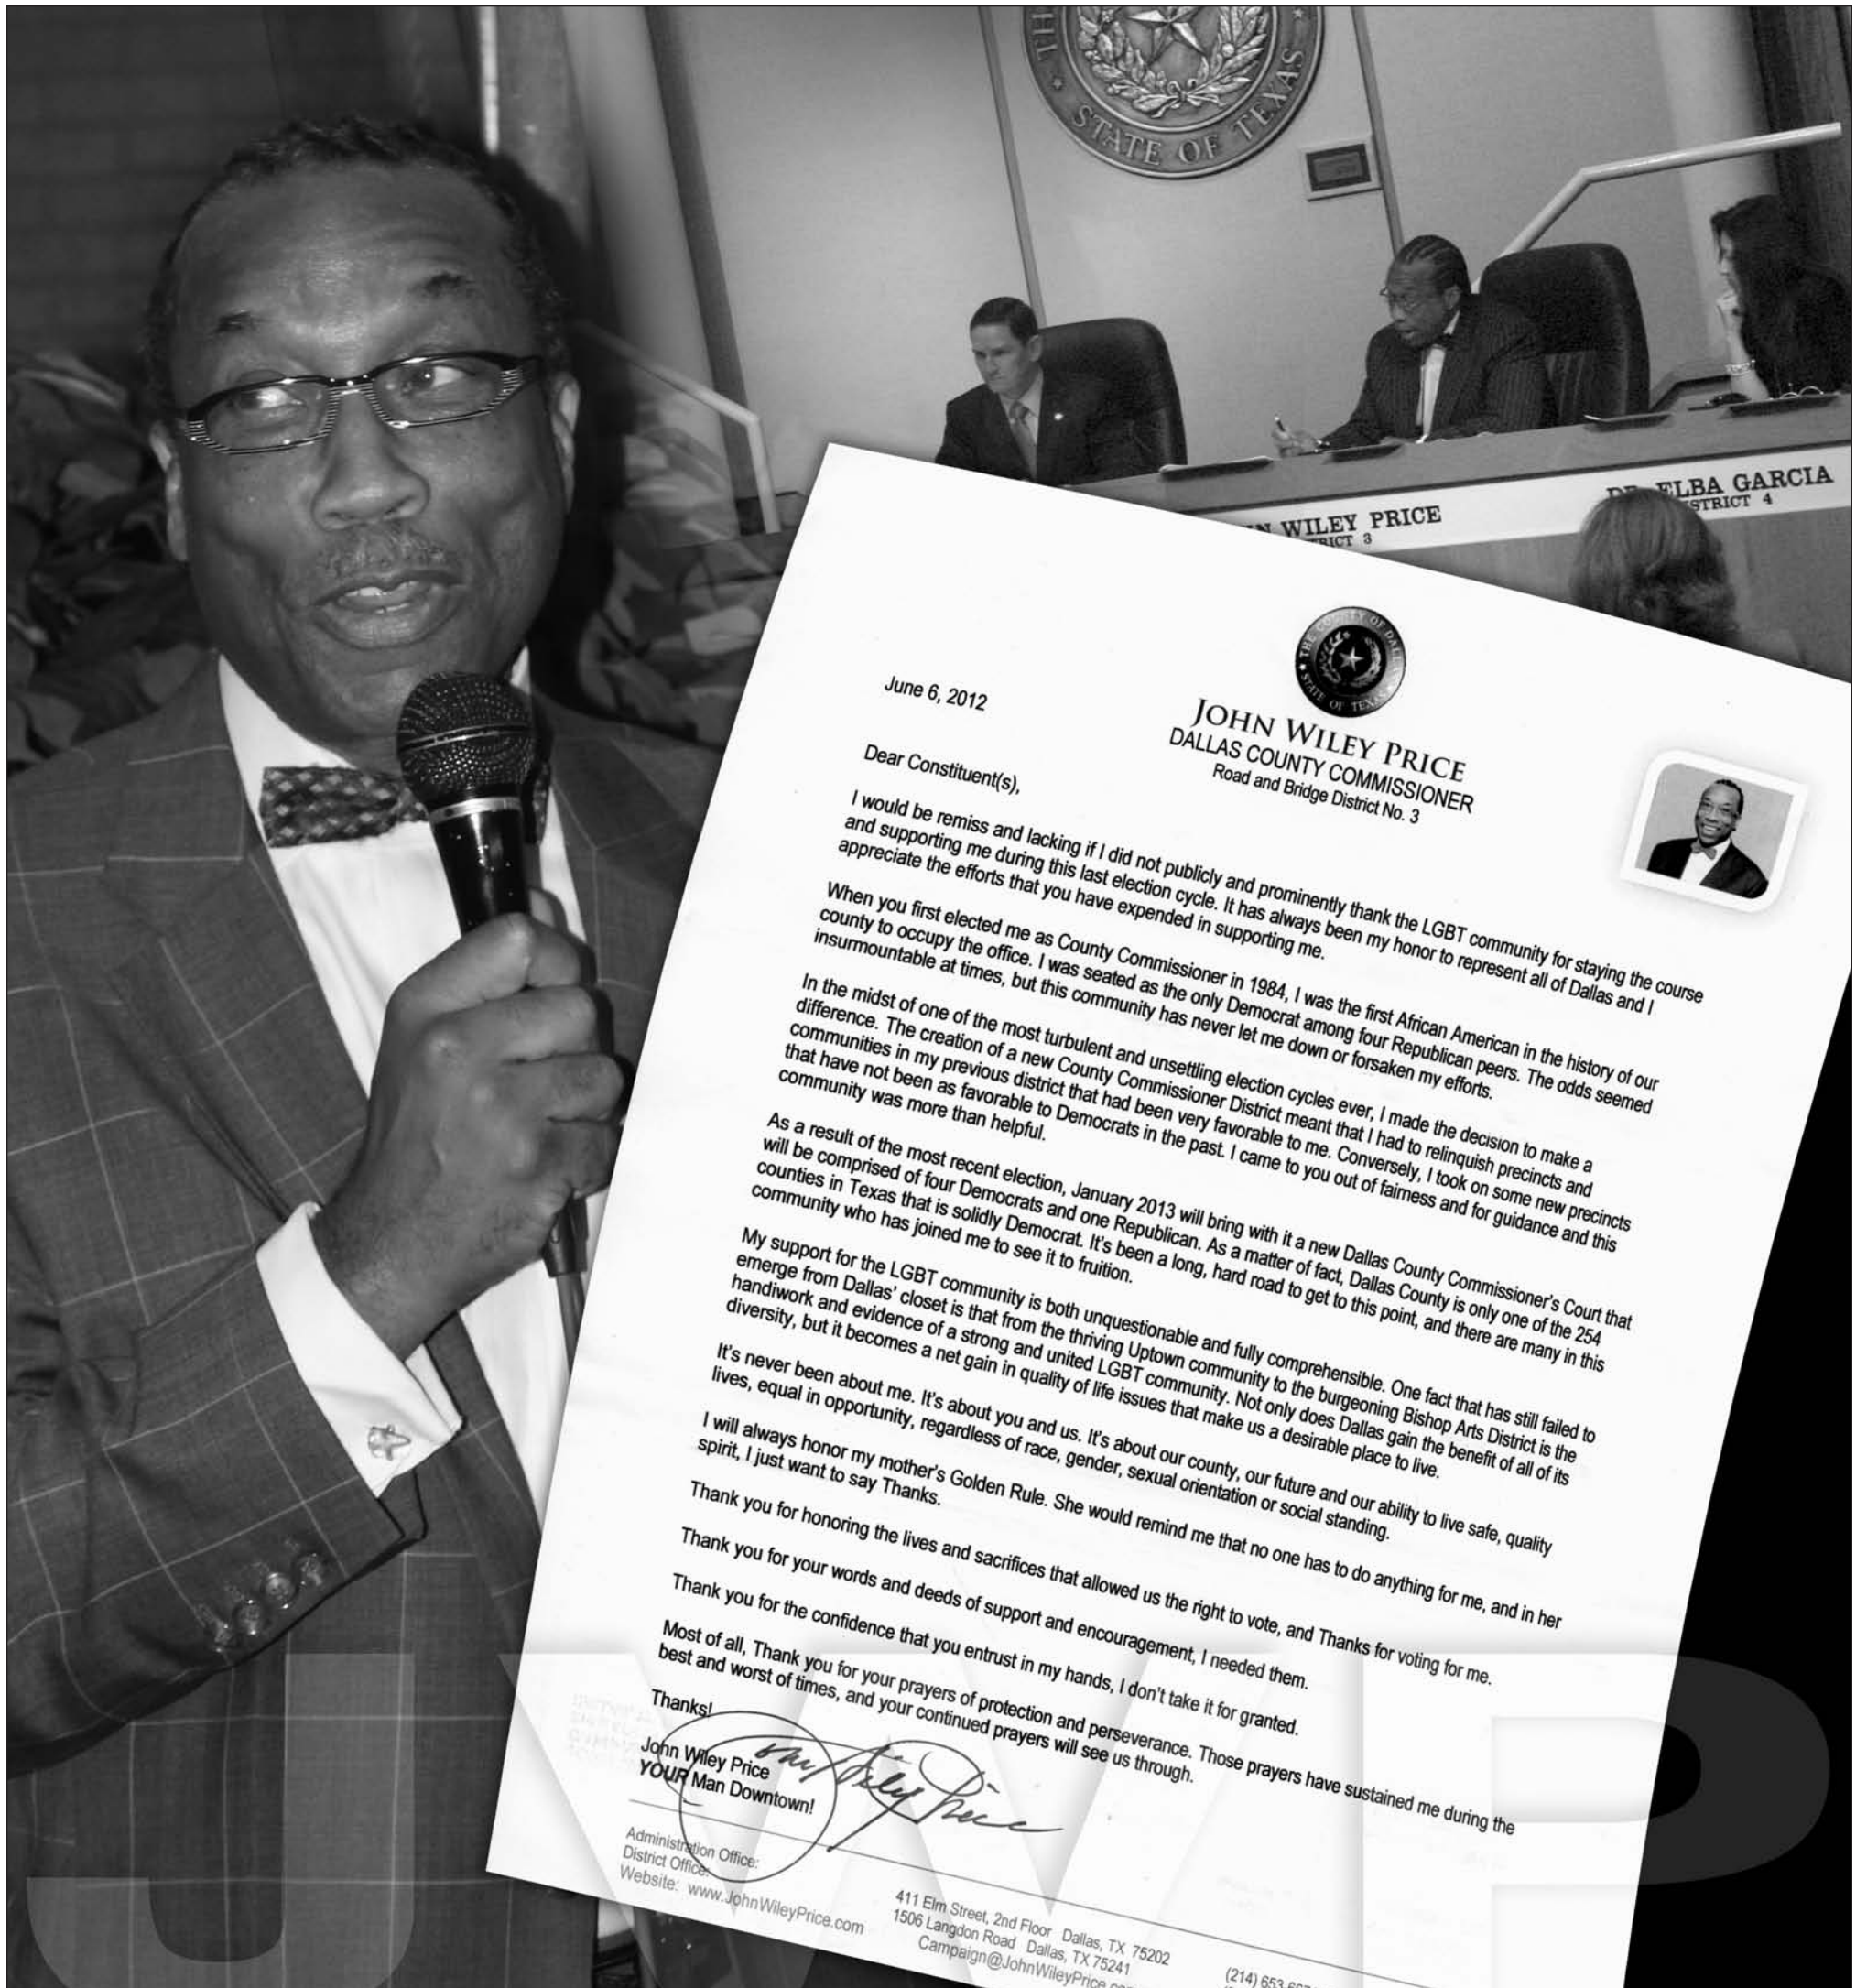 STATE OF TEXAS
WILEY PRICE
DISTRICT 3
ELBA GARCIA
DISTRICT 4
THE COUNTY OF DALLAS
STATE OF TEXAS
JOHN WILEY PRICE
DALLAS COUNTY COMMISSIONER
Road and Bridge District No. 3
June 6, 2012
Dear Constituent(s),
I would be remiss and lacking if I did not publicly and prominently thank the LGBT community for staying the course
and supporting me during this last election cycle. It has always been my honor to represent all of Dallas and I
appreciate the efforts that you have expended in supporting me.
When you first elected me as County Commissioner in 1984, I was the first African American in the history of our
county to occupy the office. I was seated as the only Democrat among four Republican peers. The odds seemed
insurmountable at times, but this community has never let me down or forsaken my efforts.
In the midst of one of the most turbulent and unsettling election cycles ever, I made the decision to make a
difference. The creation of a new County Commissioner District meant that I had to relinquish precincts and
communities in my previous district that had been very favorable to me. Conversely, I took on some new precincts
that have not been as favorable to Democrats in the past. I came to you out of fairness and for guidance and this
community was more than helpful.
As a result of the most recent election, January 2013 will bring with it a new Dallas County Commissioner's Court that
will be comprised of four Democrats and one Republican. As a matter of fact, Dallas County is only one of the 254
counties in Texas that is solidly Democrat. It's been a long, hard road to get to this point, and there are many in this
community who has joined me to see it to fruition.
My support for the LGBT community is both unquestionable and fully comprehensible. One fact that has still failed to
emerge from Dallas' closet is that from the thriving Uptown community to the burgeoning Bishop Arts District is the
handiwork and evidence of a strong and united LGBT community. Not only does Dallas gain the benefit of all of its
diversity, but it becomes a net gain in quality of life issues that make us a desirable place to live.
It's never been about me. It's about you and us. It's about our county, our future and our ability to live safe, quality
lives, equal in opportunity, regardless of race, gender, sexual orientation or social standing.
I will always honor my mother's Golden Rule. She would remind me that no one has to do anything for me, and in her
spirit, I just want to say Thanks.
Thank you for honoring the lives and sacrifices that allowed us the right to vote, and Thanks for voting for me.
Thank you for your words and deeds of support and encouragement, I needed them.
Thank you for the confidence that you entrust in my hands, I don't take it for granted.
Most of all, Thank you for your prayers of protection and perseverance. Those prayers have sustained me during the
best and worst of times, and your continued prayers will see us through.
Thanks!
John Wiley Price
John Wiley Price
YOUR Man Downtown!
Administration Office: 411 Elm Street, 2nd Floor Dallas, TX 75202 (214) 653
District Office: 1506 Langdon Road Dallas, TX 75241
Website: www.JohnWileyPrice.com Campaign@JohnWileyPrice
JWP